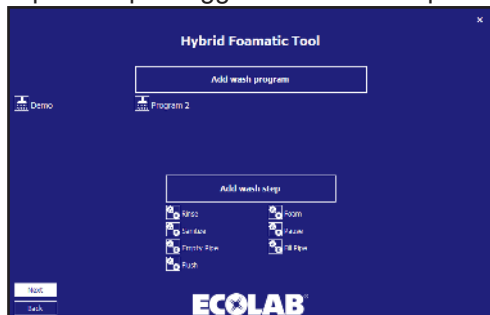 ×
Hybrid Foamatic Tool
Add wash program
Demo
Program 2
Add wash step
Rinse
Foam
Sanitize
Pause
Empty Pipe
Fill Pipe
Push
Next
Back
ECOLAB®